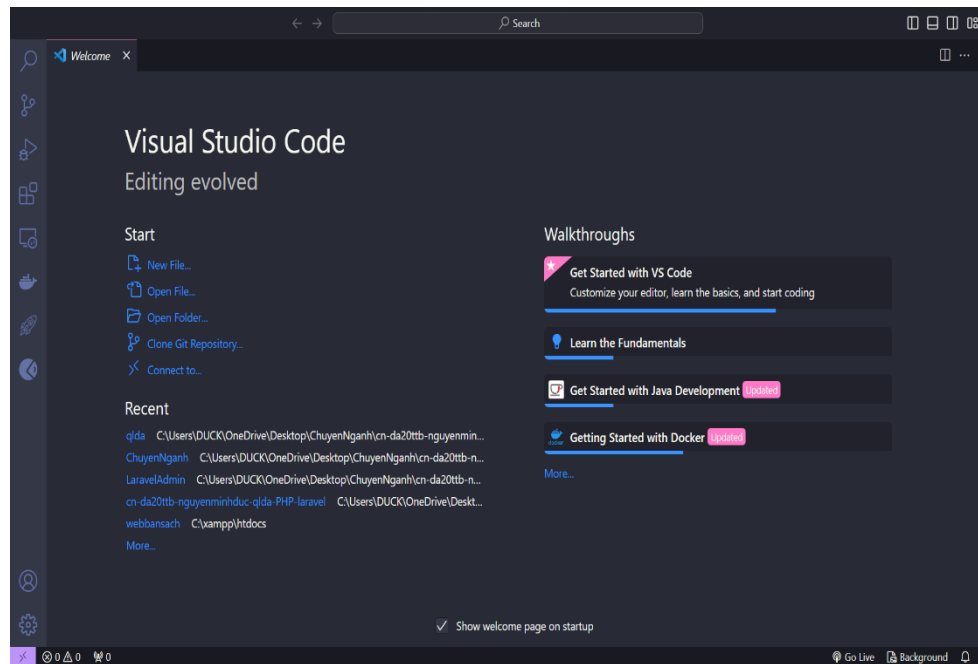 Search
Welcome
Visual Studio Code
Editing evolved
Start
New File...
Open File...
Open Folder...
Clone Git Repository...
Connect to...
Recent
qlda C:\Users\DUCK\OneDrive\Desktop\ChuyenNganh\cn-da20ttb-nguyenmin...
ChuyenNganh C:\Users\DUCK\OneDrive\Desktop\ChuyenNganh\cn-da20ttb-n...
LaravelAdmin C:\Users\DUCK\OneDrive\Desktop\ChuyenNganh\cn-da20ttb-n...
cn-da20ttb-nguyenminhduc-qlda-PHP-laravel C:\Users\DUCK\OneDrive\Deskt...
webbansach C:\xampp\htdocs
More...
Walkthroughs
Get Started with VS Code
Customize your editor, learn the basics, and start coding
Learn the Fundamentals
Get Started with Java Development Updated
Getting Started with Docker Updated
More...
Show welcome page on startup
0 0 0 Go Live Background